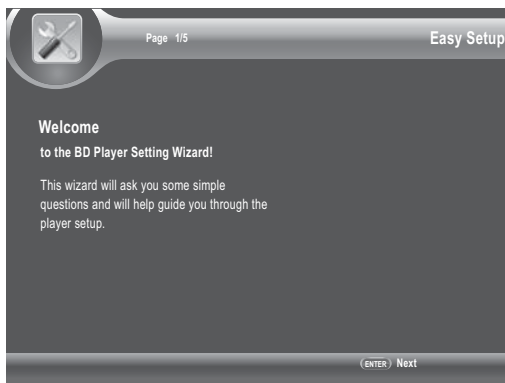 Page 1/5
Easy Setup
Welcome
to the BD Player Setting Wizard!
This wizard will ask you some simple
questions and will help guide you through the
player setup.
ENTER Next